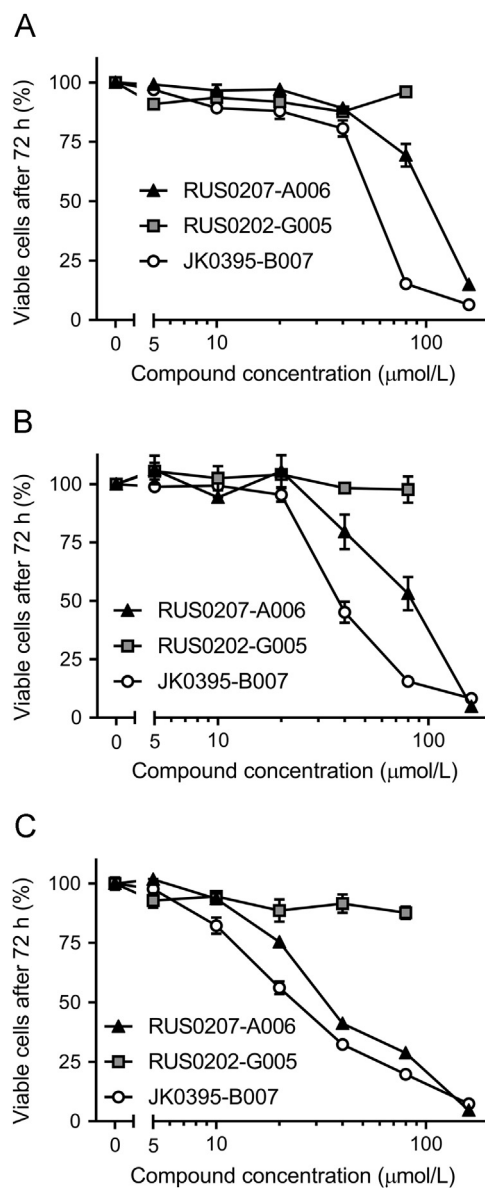 A
Viable cells after 72 h (%)
100
75
50
25
0
RUS0207-A006
RUS0202-G005
JK0395-B007
0 5 10 100
Compound concentration (μmol/L)
B
Viable cells after 72 h (%)
100
75
50
25
0
RUS0207-A006
RUS0202-G005
JK0395-B007
0 5 10 100
Compound concentration (μmol/L)
C
Viable cells after 72 h (%)
100
75
50
25
0
RUS0207-A006
RUS0202-G005
JK0395-B007
0 5 10 100
Compound concentration (μmol/L)